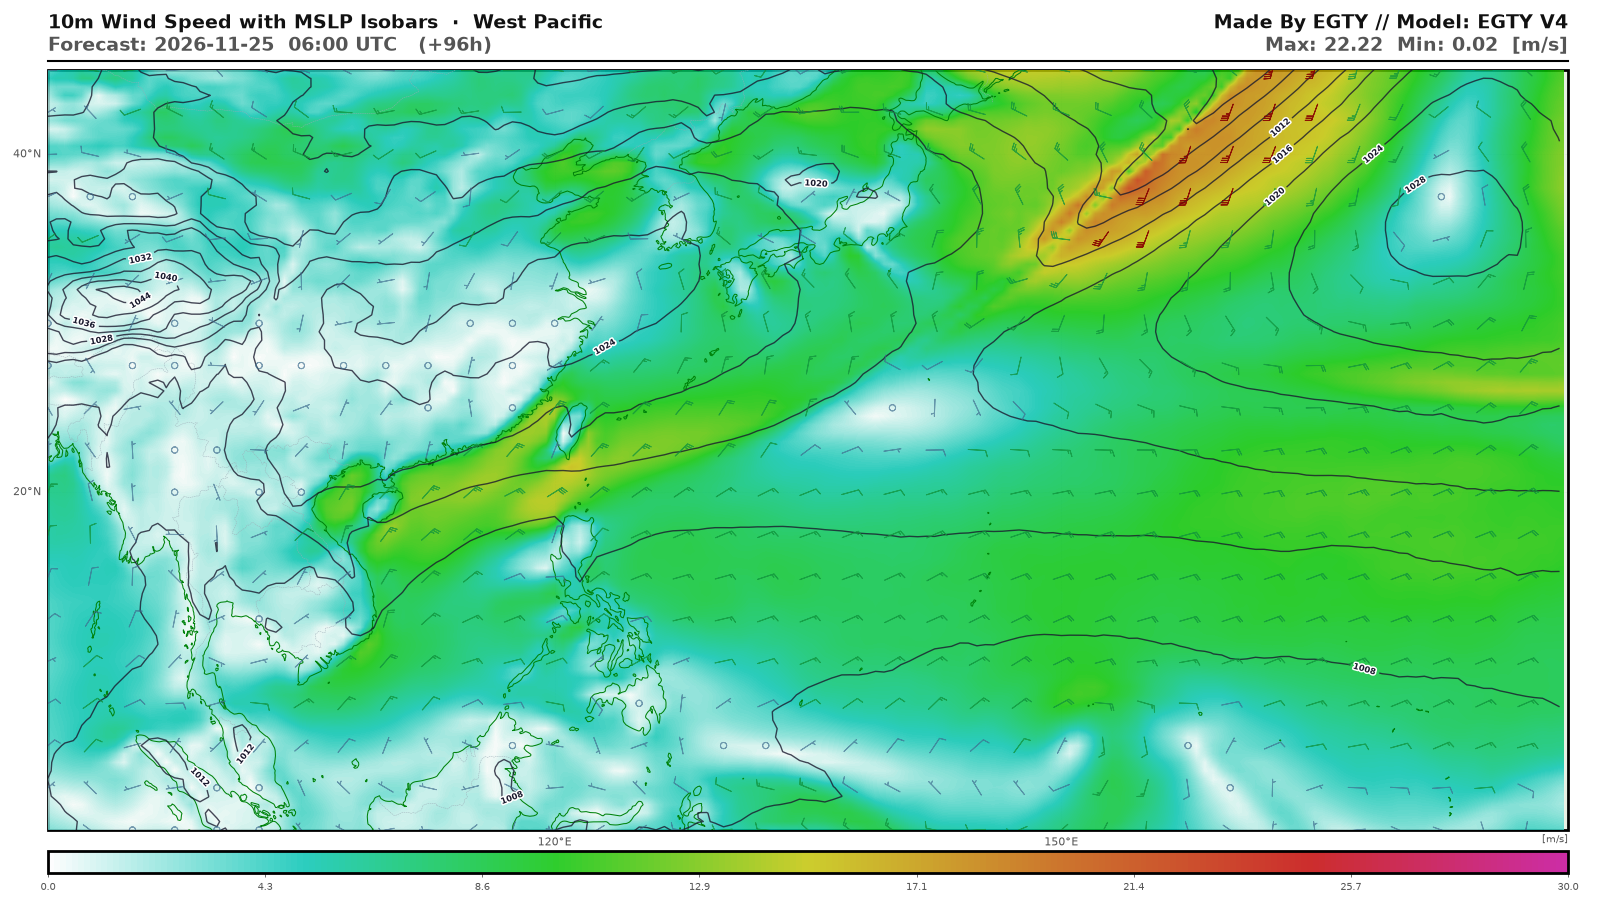 10m Wind Speed with MSLP Isobars · West Pacific
Made By EGTY // Model: EGTY V4
Forecast: 2026-11-25 06:00 UTC (+96h)
Max: 22.22 Min: 0.02 [m/s]
1012
1016
1024
40°N
1020
1028
1020
1032
1040
1044
1036
1028
1024
20°N
1008
1012
1012
1008
120°E
150°E
[m/s]
0.0
4.3
8.6
12.9
17.1
21.4
25.7
30.0